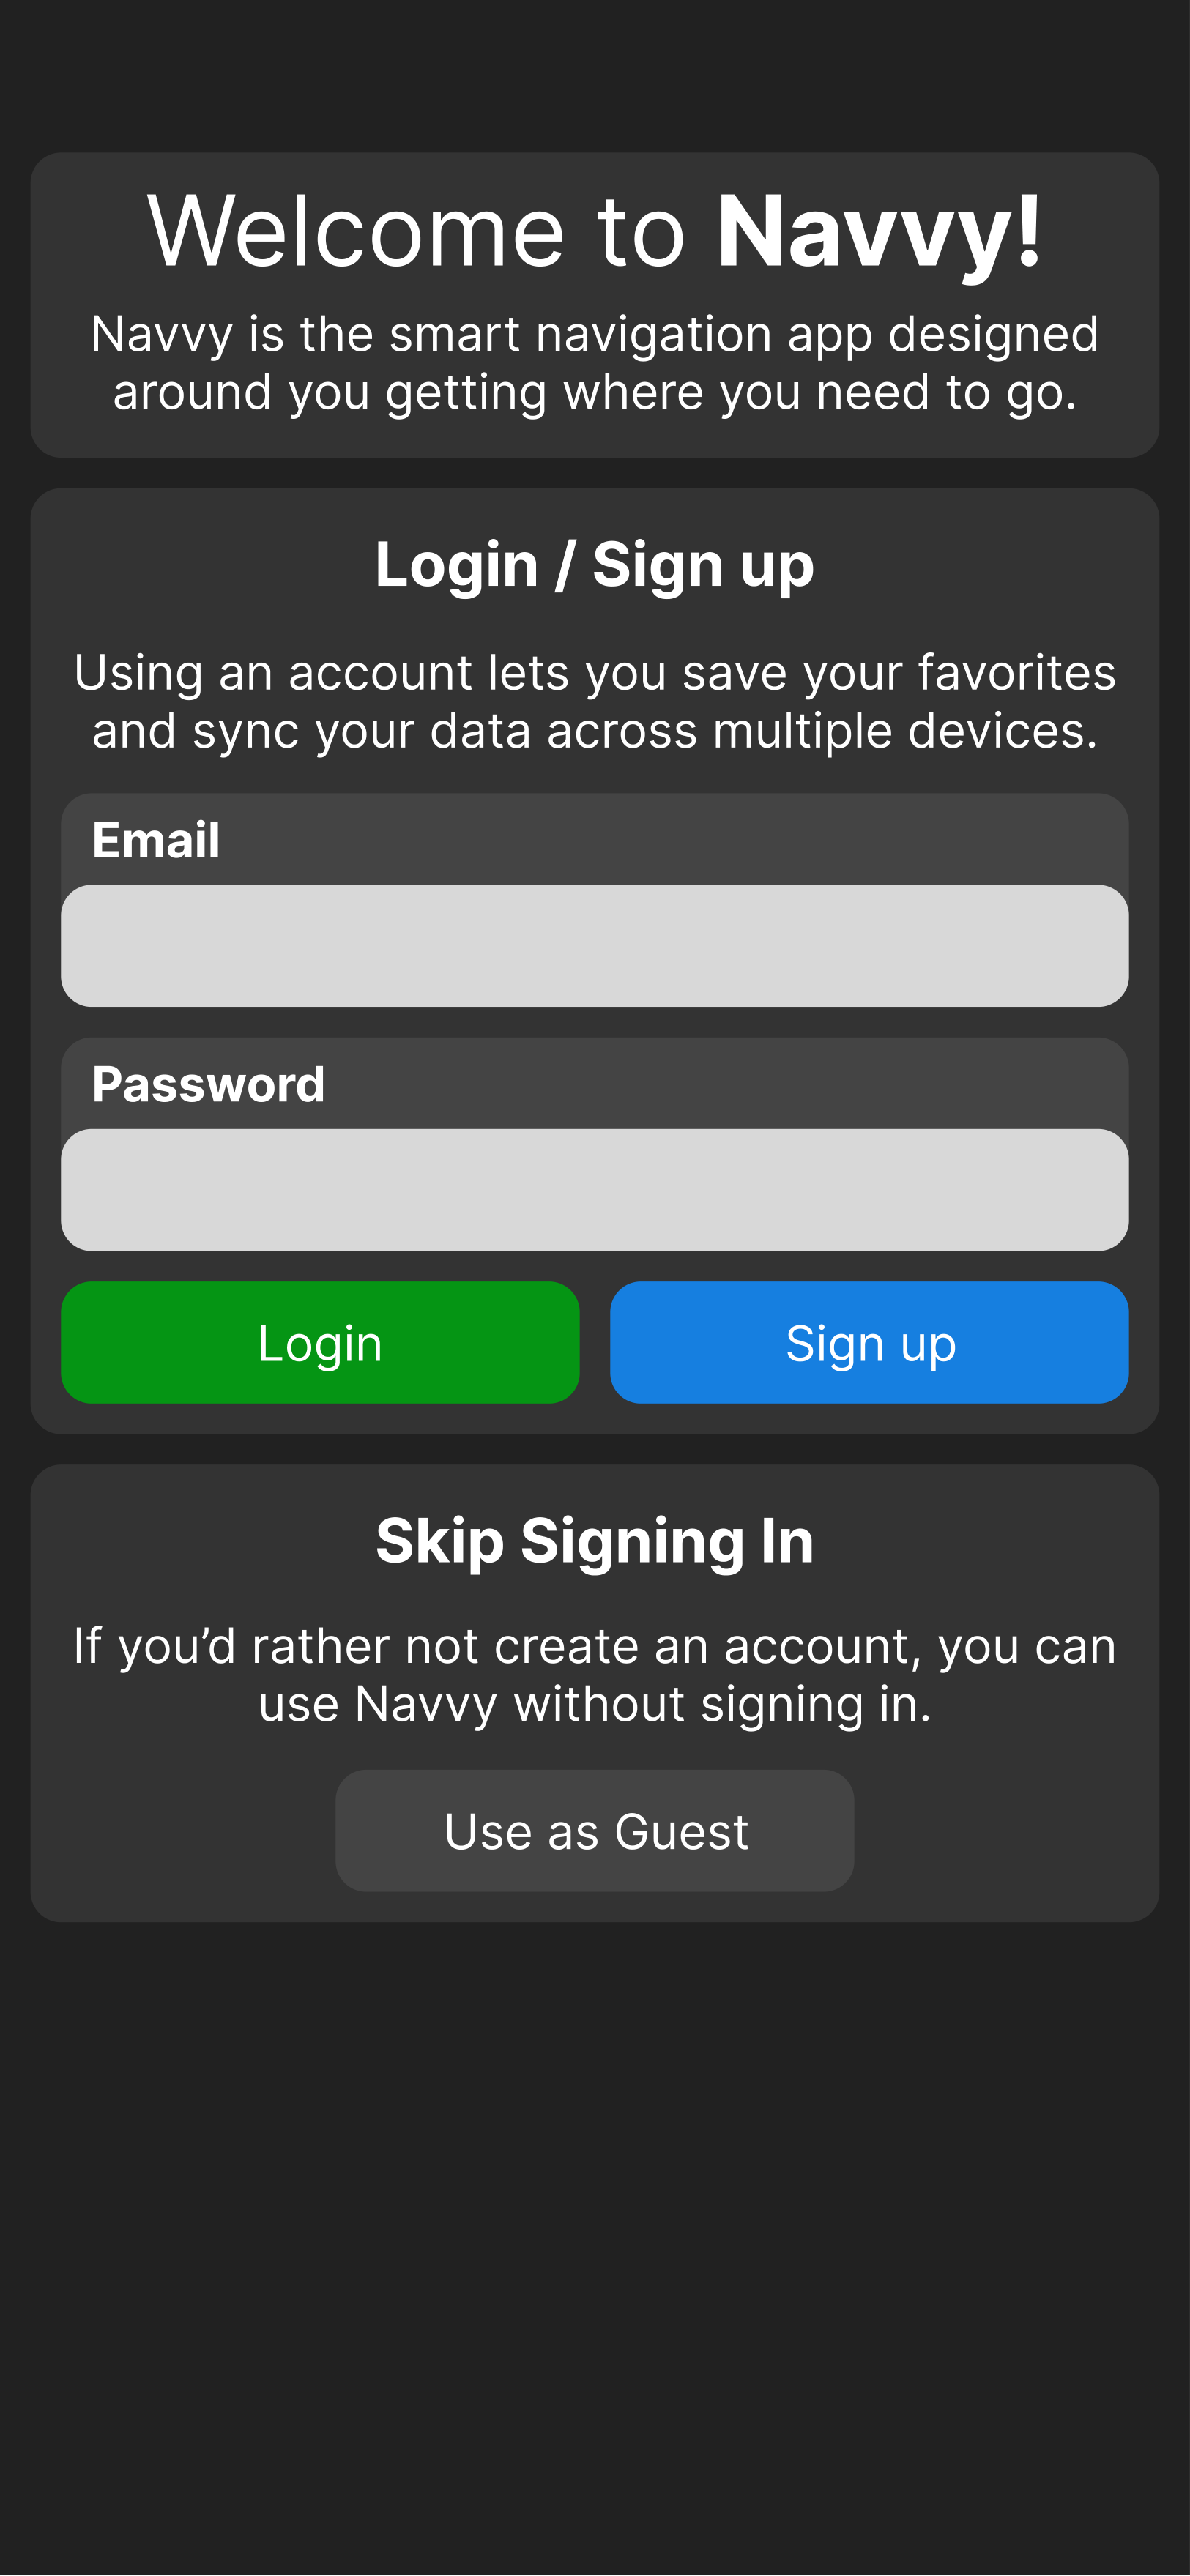 Welcome to Navvy!
Navvy is the smart navigation app designed
around you getting where you need to go.
Login / Sign up
Using an account lets you save your favorites
and sync your data across multiple devices.
Email
Password
Login
Sign up
Skip Signing In
If you’d rather not create an account, you can
use Navvy without signing in.
Use as Guest